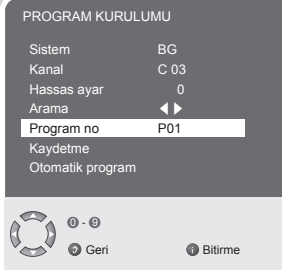 PROGRAM KURULUMU
Sistem BG
Kanal C 03
Hassas ayar 0
Arama
Program no P01
Kaydetme
Otomatik program
0 - 9
Geri i Bitirme